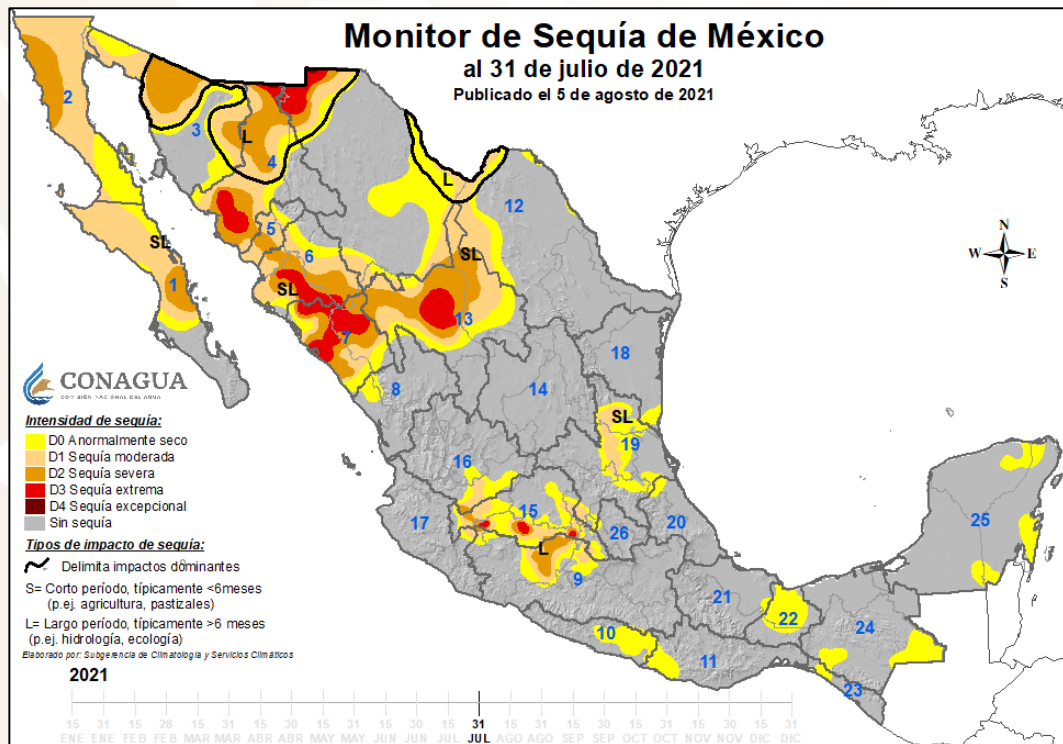 Monitor de Sequía de México
al 31 de julio de 2021
Publicado el 5 de agosto de 2021
2
3
L
4
L
12
N
W E
S
5
SL
6
SL
SL
1
7
13
18
8
14
SL
19
16
15
17
26
20
25
L
9
21
22
24
10
11
23
CONAGUA
COMISIÓN NACIONAL DEL AGUA
Intensidad de sequía:
D0 Anormalmente seco
D1 Sequía moderada
D2 Sequía severa
D3 Sequía extrema
D4 Sequía excepcional
Sin sequía
Tipos de impacto de sequía:
Delimita impactos dominantes
S= Corto período, típicamente <6meses
(p.ej. agricultura, pastizales)
L= Largo período, típicamente >6 meses
(p.ej. hidrología, ecología)
Elaborado por: Subgerencia de Climatología y Servicios Climáticos
2021
15 31 15 28 15 31 15 30 15 31 15 30 15 31 15 31 15 30 15 31 15 30 15 31
ENE ENE FEB FEB MAR MAR ABR ABR MAY MAY JUN JUN JUL JUL AGO AGO SEP SEP OCT OCT NOV NOV DIC DIC